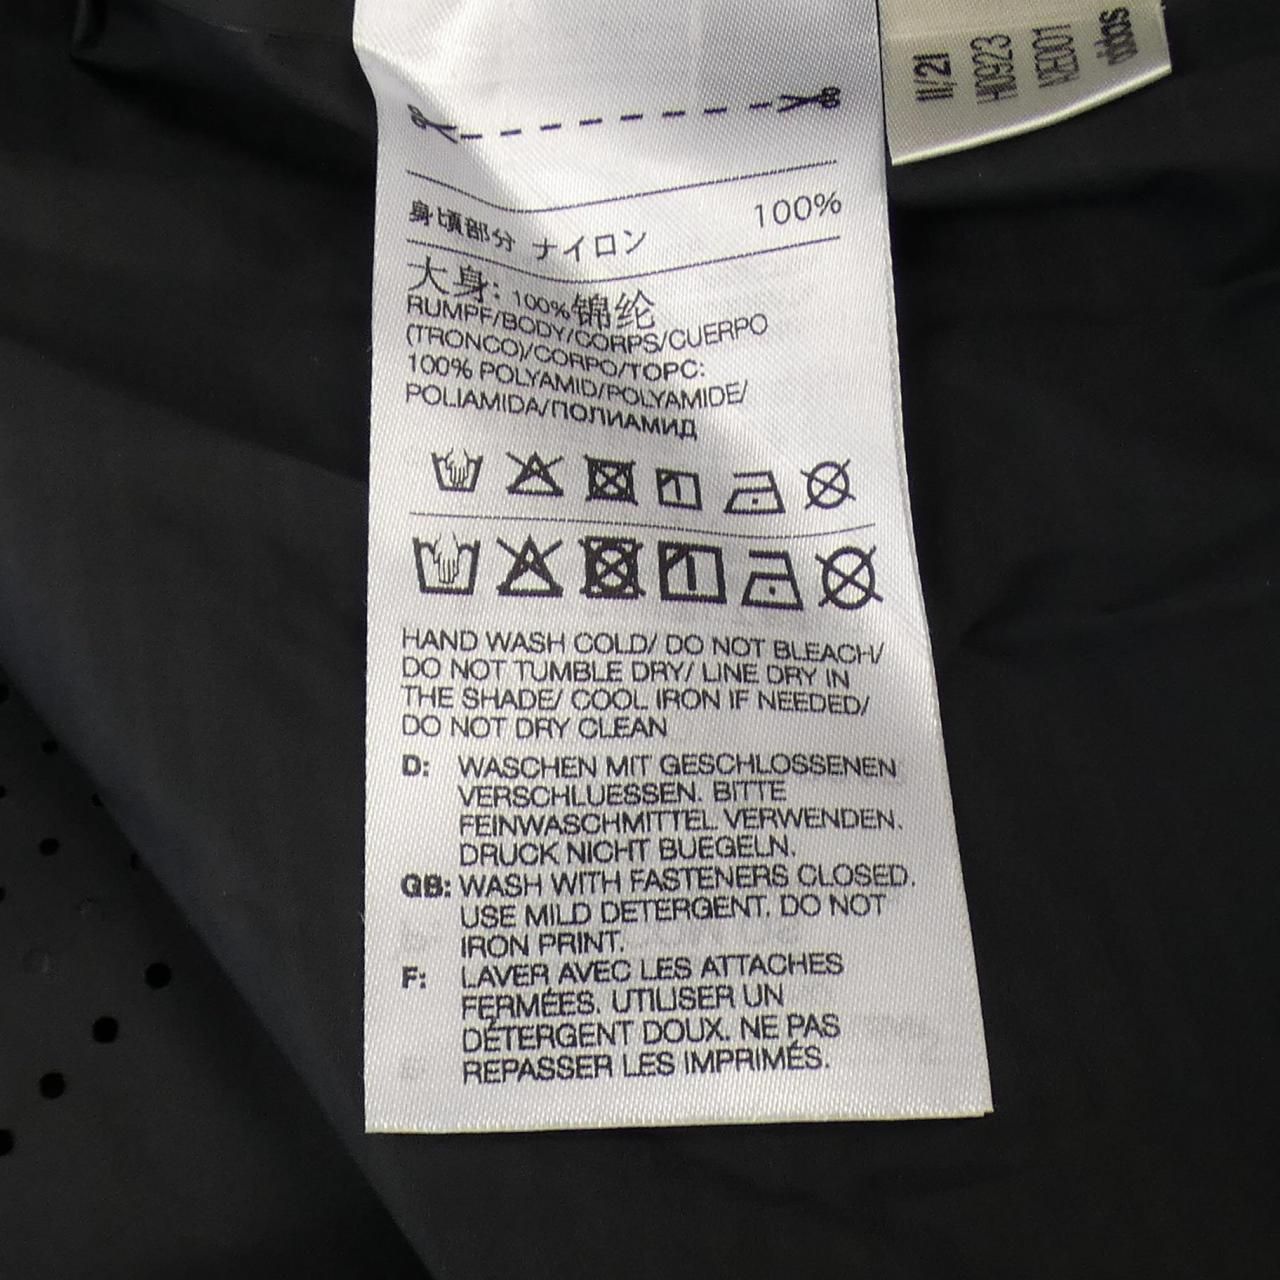 11/21
HI0923
A2E001
adidas
身頃部分 ナイロン 100%
大身: 100%锦纶
RUMPF/BODY/CORPS/CUERPO
(TRONCO)/CORPO/ТОРС:
100% POLYAMID/POLYAMIDE/
POLIAMIDA/ПОЛИАМИД
HAND WASH COLD/ DO NOT BLEACH/
DO NOT TUMBLE DRY/ LINE DRY IN
THE SHADE/ COOL IRON IF NEEDED/
DO NOT DRY CLEAN
D: WASCHEN MIT GESCHLOSSENEN
VERSCHLUESSEN. BITTE
FEINWASCHMITTEL VERWENDEN.
DRUCK NICHT BUEGELN.
GB: WASH WITH FASTENERS CLOSED.
USE MILD DETERGENT. DO NOT
IRON PRINT.
F: LAVER AVEC LES ATTACHES
FERMÉES. UTILISER UN
DÉTERGENT DOUX. NE PAS
REPASSER LES IMPRIMÉS.